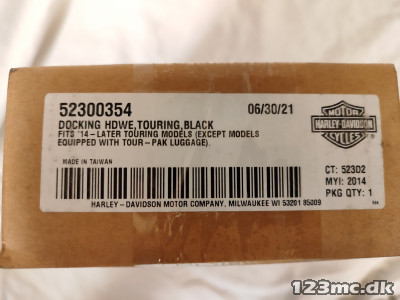 52300354 06/30/21
DOCKING HDWE,TOURING,BLACK
FITS '14-LATER TOURING MODELS (EXCEPT MODELS
EQUIPPED WITH TOUR-PAK LUGGAGE).
MOTOR
HARLEY-DAVIDSON
CYCLES
MADE IN TAIWAN
CT: 52302
MYI: 2014
PKG QTY: 1
HARLEY-DAVIDSON MOTOR COMPANY, MILWAUKEE WI 53201 85009
123mc.dk